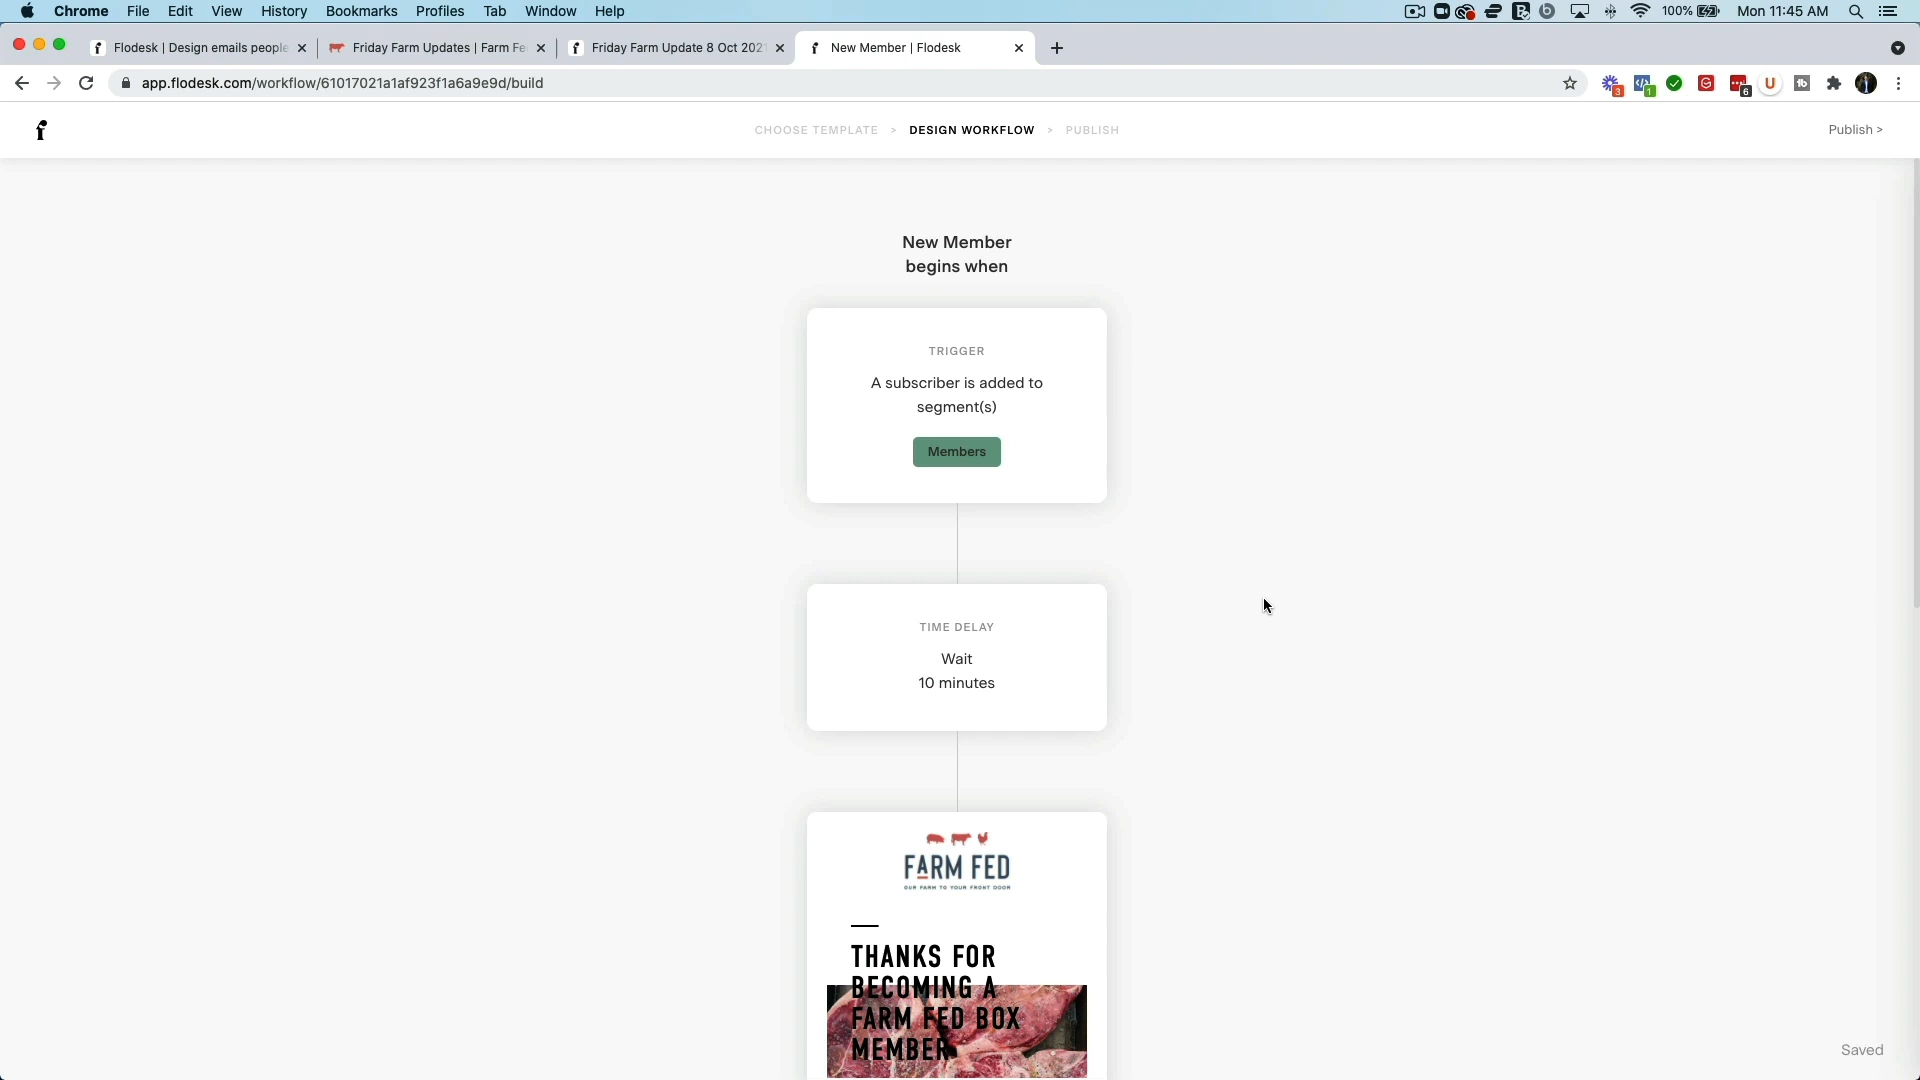 Chrome File Edit View History Bookmarks Profiles Tab Window Help 100% Mon 11:45 AM
Flodesk | Design emails people
Friday Farm Updates | Farm Fe
Friday Farm Update 8 Oct 2021
New Member | Flodesk
app.flodesk.com/workflow/61017021a1af923f1a6a9e9d/build
3
1
6
U
CHOOSE TEMPLATE > DESIGN WORKFLOW > PUBLISH
Publish >
New Member
begins when
TRIGGER
A subscriber is added to
segment(s)
Members
TIME DELAY
Wait
10 minutes
FARM FED
OUR FARM TO YOUR FRONT DOOR
THANKS FOR
BECOMING A
FARM FED BOX
MEMBER
Saved